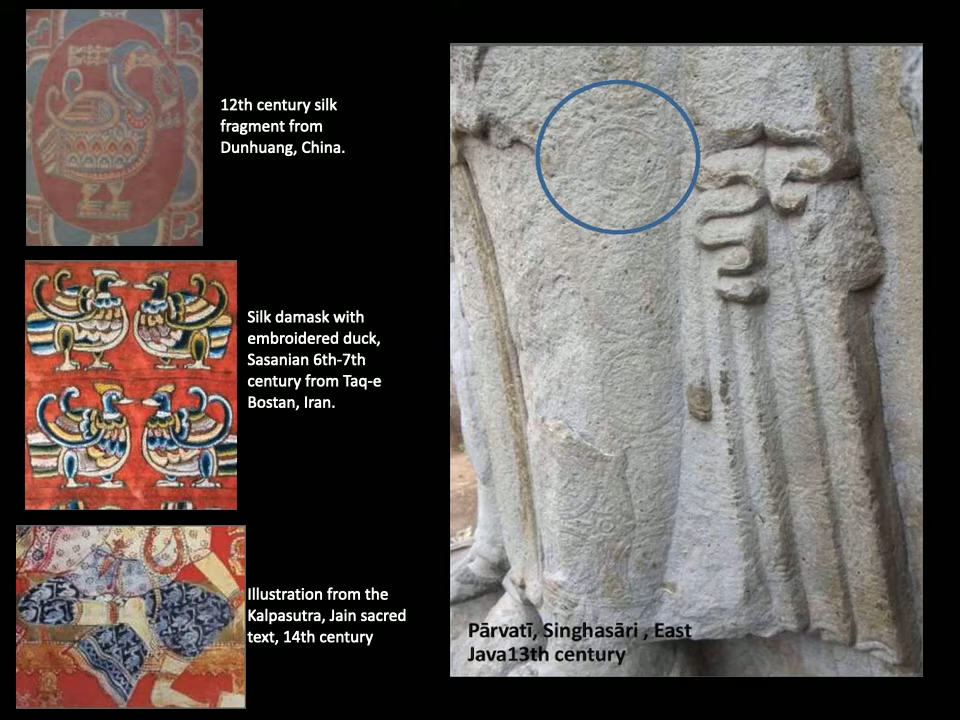 12th century silk
fragment from
Dunhuang, China.
Silk damask with
embroidered duck,
Sasanian 6th-7th
century from Taq-e
Bostan, Iran.
Illustration from the
Kalpasutra, Jain sacred
text, 14th century
Pārvatī, Singhasāri , East
Java13th century